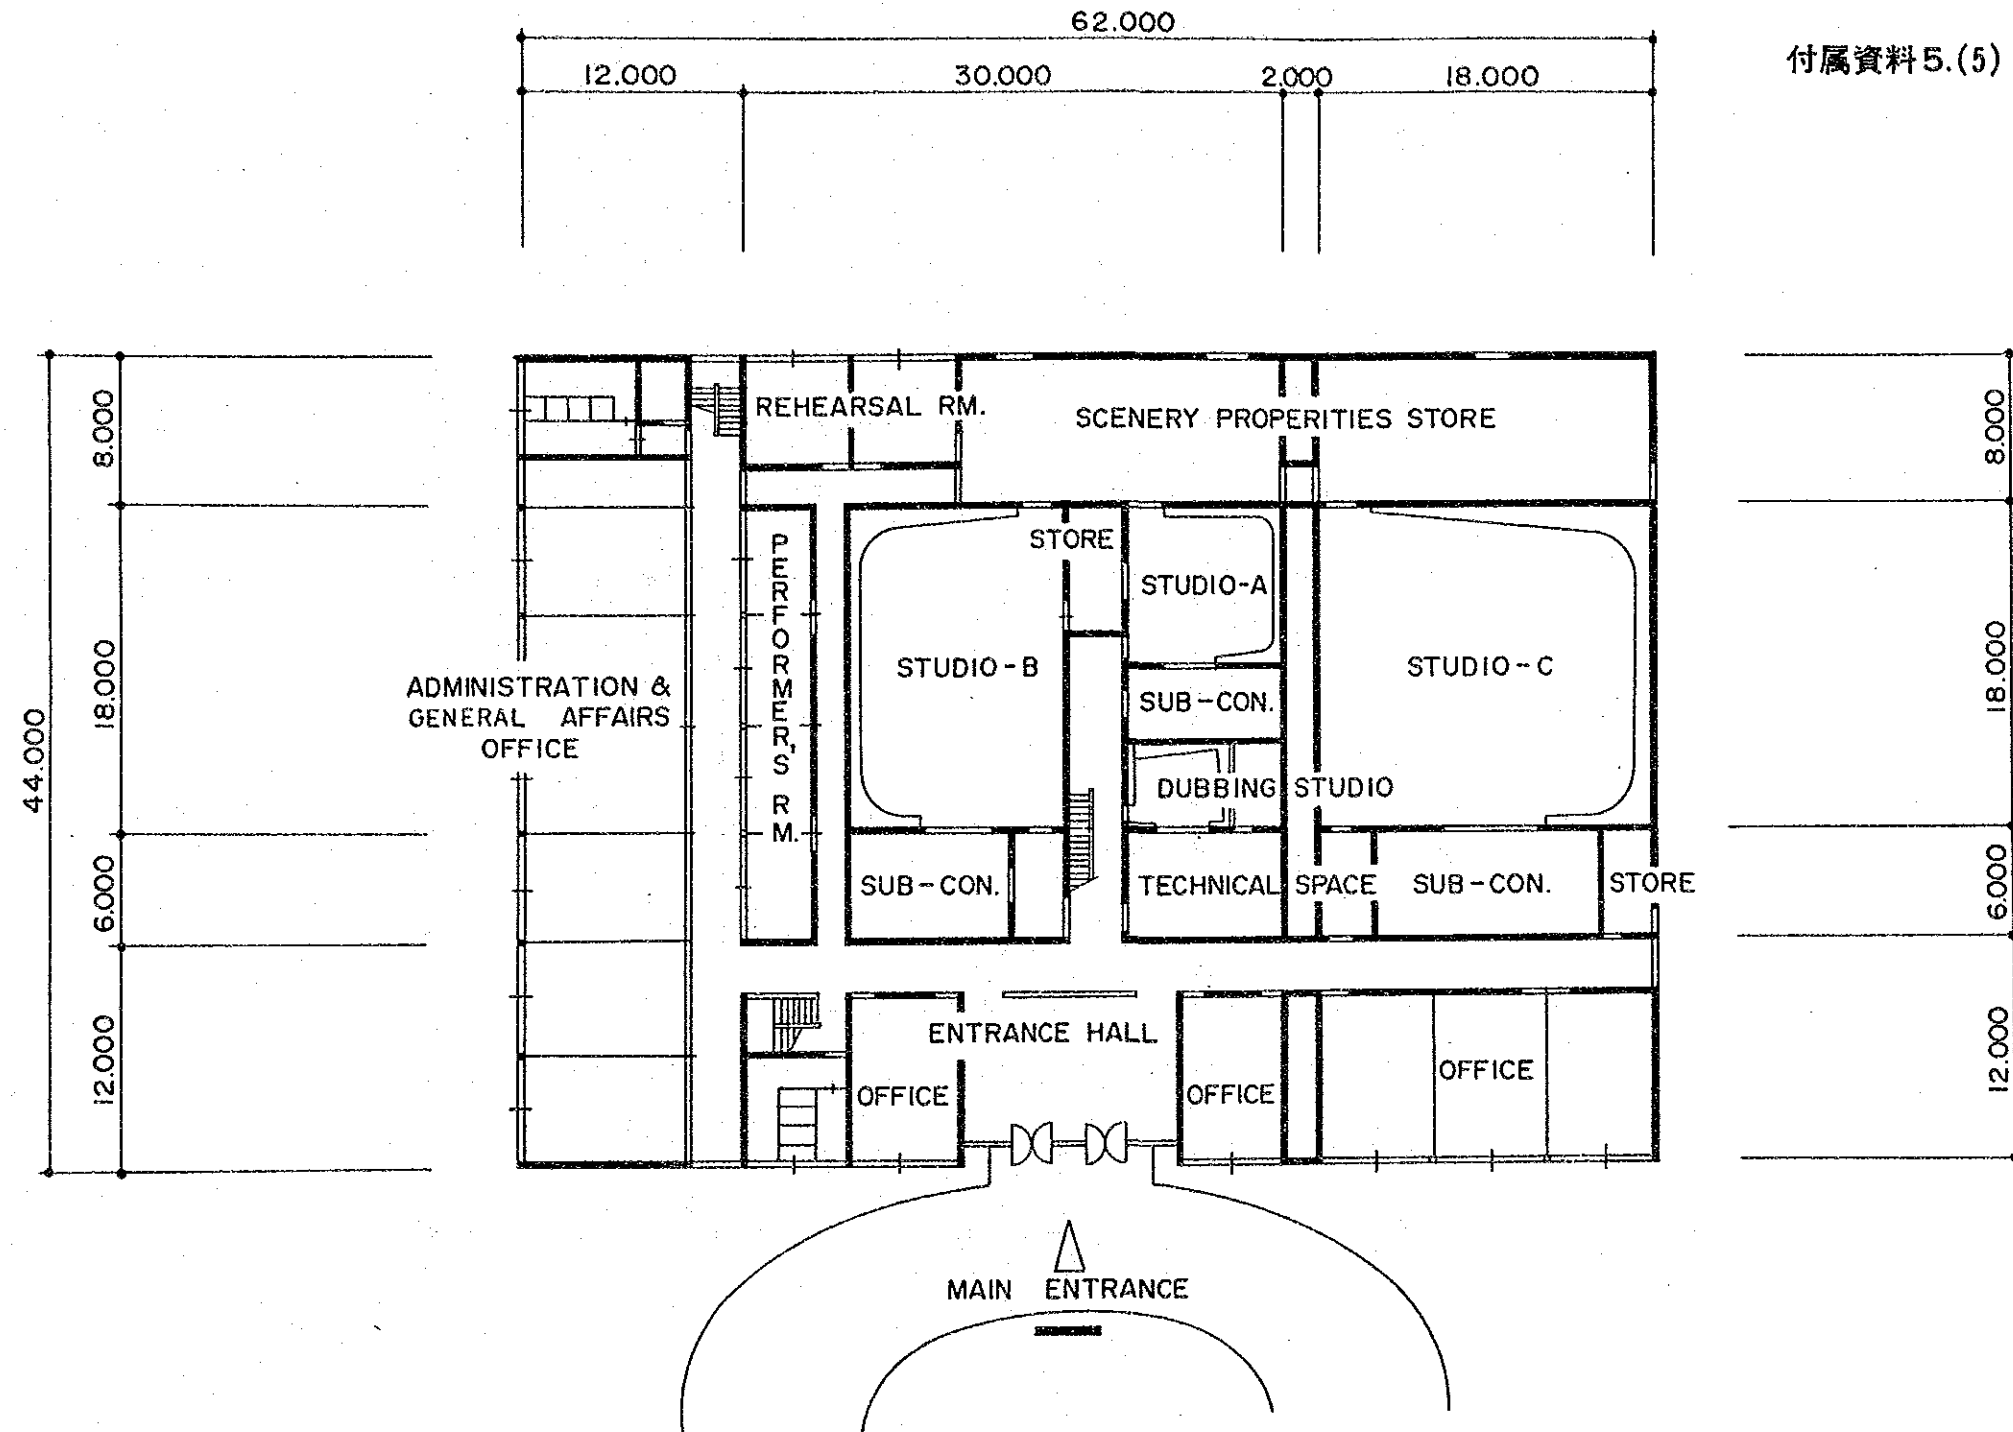 付属資料5.(5)
62.000
12.000
30.000
2.000
18.000
44.000
8.000
18.000
6.000
12.000
8.000
18.000
6.000
12.000
REHEARSAL RM.
SCENERY PROPERITIES STORE
PERFORMER'S RM.
STORE
STUDIO-A
STUDIO-B
STUDIO-C
SUB-CON.
ADMINISTRATION &
GENERAL AFFAIRS
OFFICE
DUBBING STUDIO
SUB-CON.
TECHNICAL SPACE
SUB-CON.
STORE
ENTRANCE HALL
OFFICE
OFFICE
OFFICE
MAIN ENTRANCE